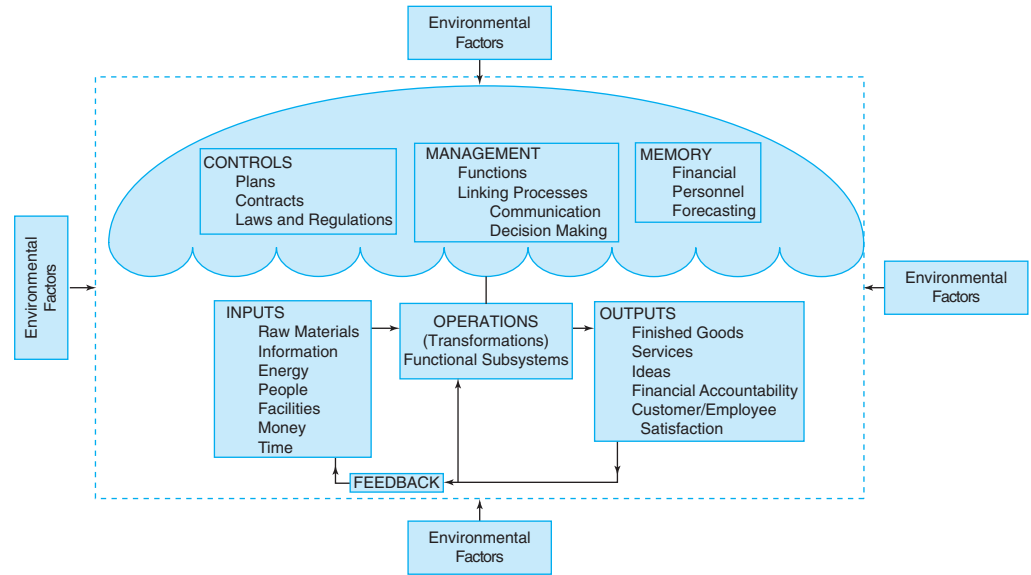 Environmental
Factors
CONTROLS
Plans
Contracts
Laws and Regulations
MANAGEMENT
Functions
Linking Processes
Communication
Decision Making
MEMORY
Financial
Personnel
Forecasting
Environmental
Factors
Environmental
Factors
INPUTS
Raw Materials
Information
Energy
People
Facilities
Money
Time
OPERATIONS
(Transformations)
Functional Subsystems
OUTPUTS
Finished Goods
Services
Ideas
Financial Accountability
Customer/Employee
Satisfaction
FEEDBACK
Environmental
Factors